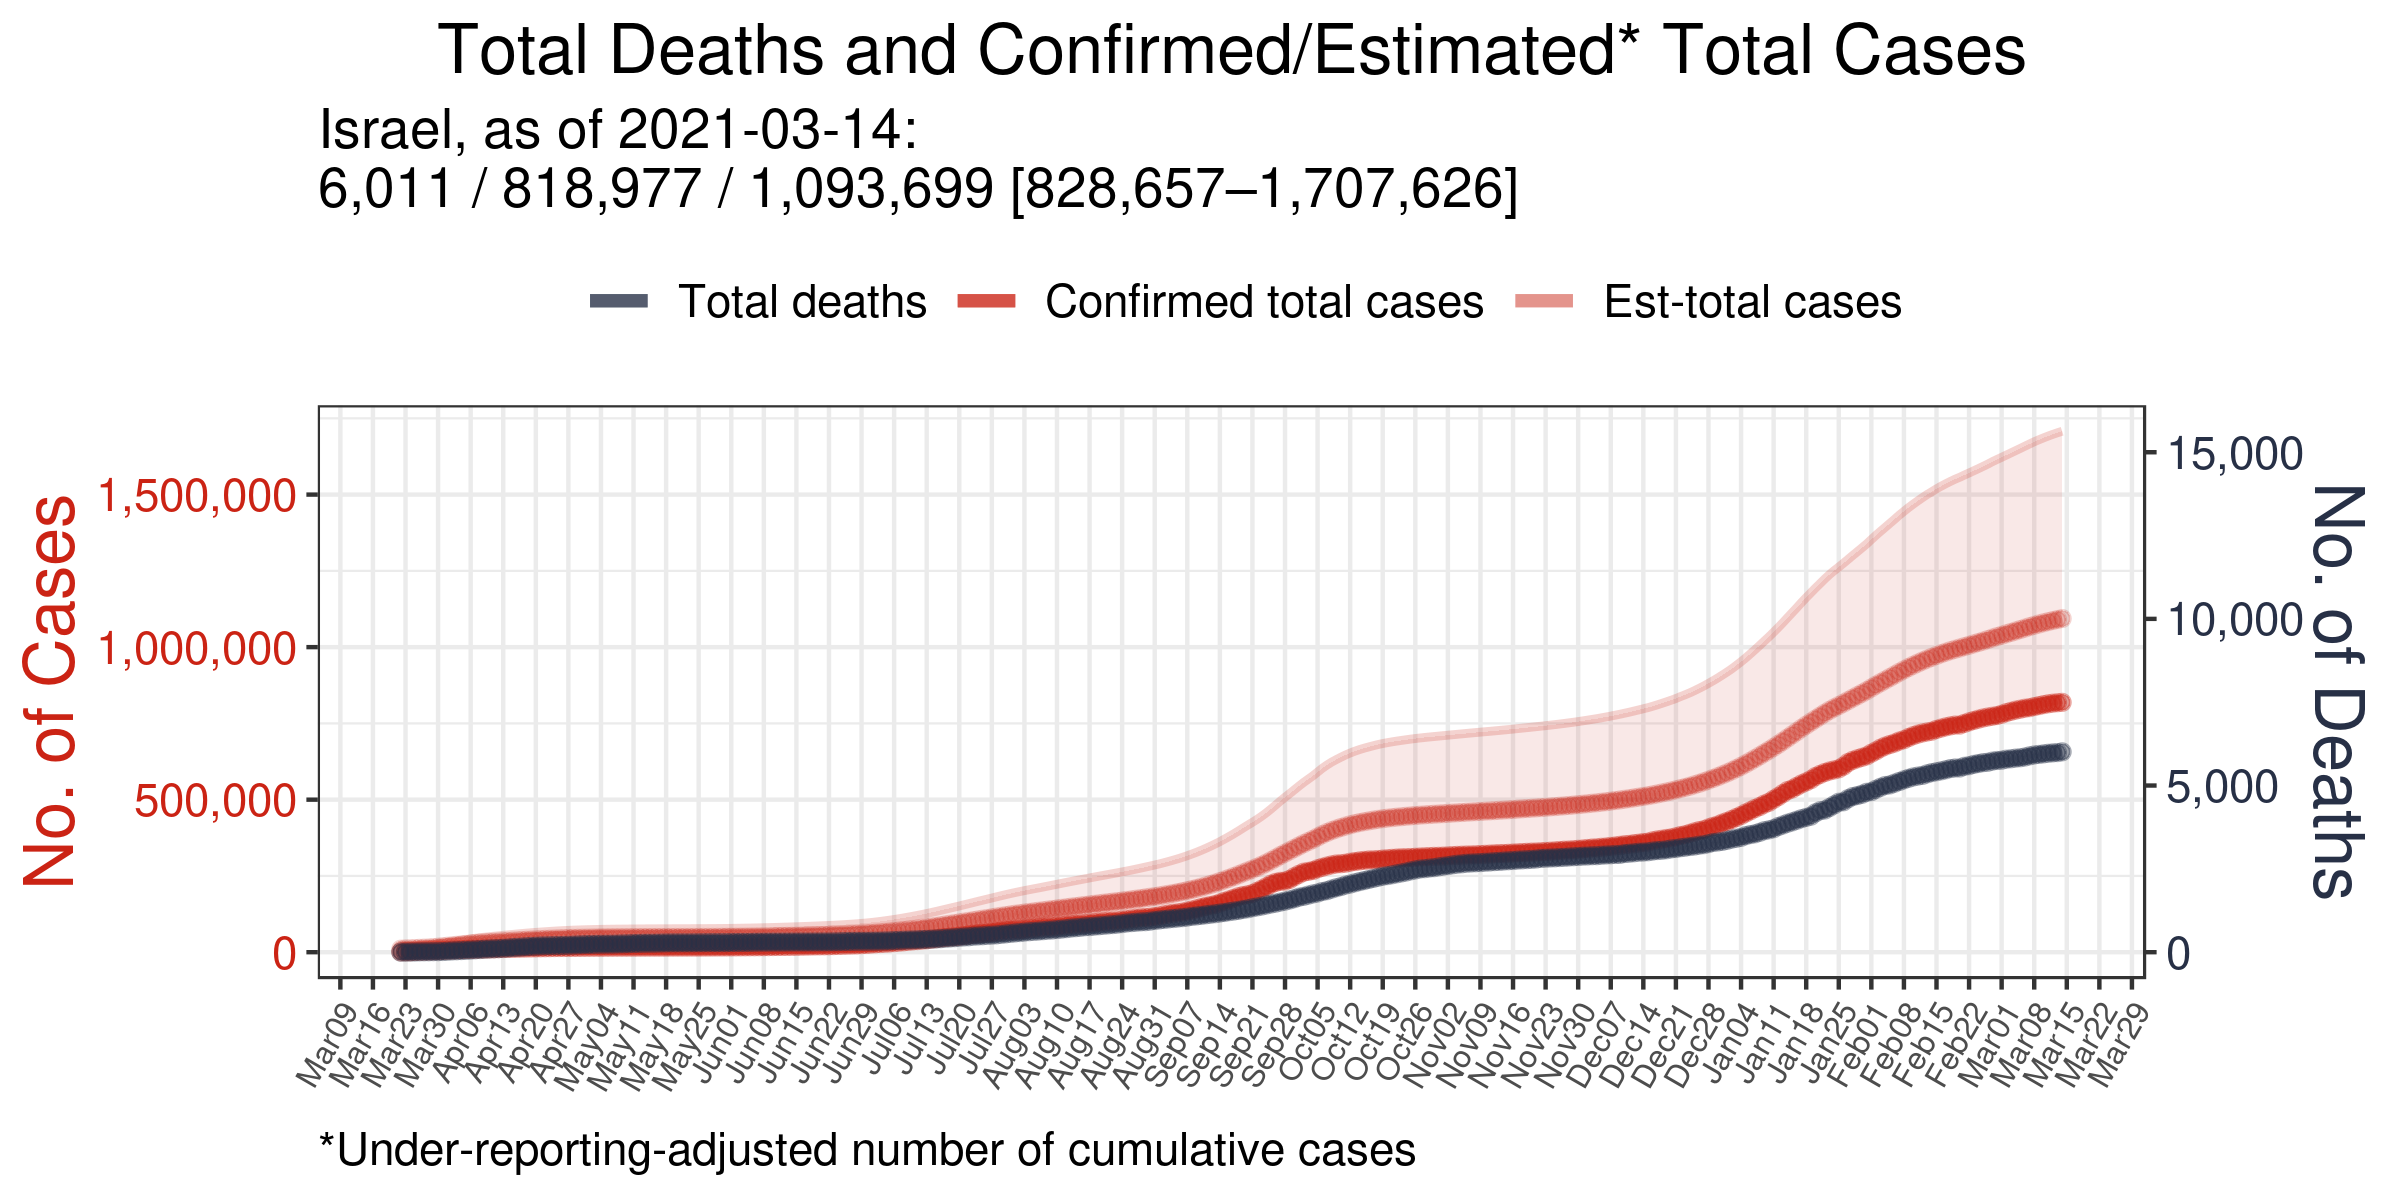 Total Deaths and Confirmed/Estimated* Total Cases
Israel, as of 2021-03-14:
6,011 / 818,977 / 1,093,699 [828,657–1,707,626]
Total deaths
Confirmed total cases
Est-total cases
No. of Cases
1,500,000
1,000,000
500,000
0
15,000
10,000
5,000
0
No. of Deaths
Mar09
Mar16
Mar23
Mar30
Apr06
Apr13
Apr20
Apr27
May04
May11
May18
May25
Jun01
Jun08
Jun15
Jun22
Jun29
Jul06
Jul13
Jul20
Jul27
Aug03
Aug10
Aug17
Aug24
Aug31
Sep07
Sep14
Sep21
Sep28
Oct05
Oct12
Oct19
Oct26
Nov02
Nov09
Nov16
Nov23
Nov30
Dec07
Dec14
Dec21
Dec28
Jan04
Jan11
Jan18
Jan25
Feb01
Feb08
Feb15
Feb22
Mar01
Mar08
Mar15
Mar22
Mar29
*Under-reporting-adjusted number of cumulative cases